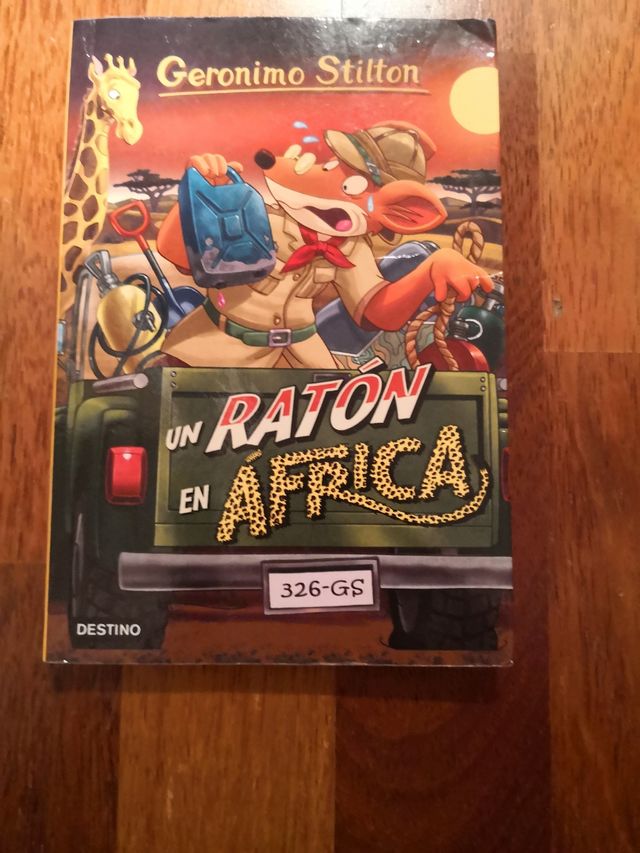 Geronimo Stilton
UN RATÓN
EN ÁFRICA
326-GS
DESTINO